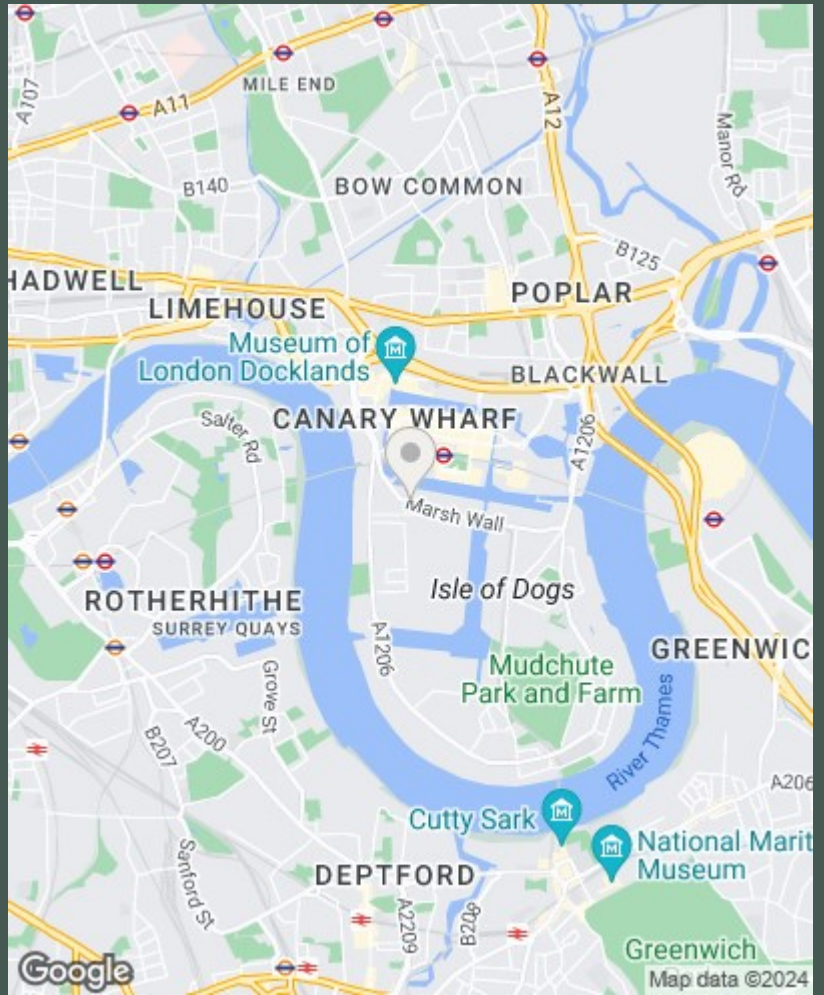 MILE END
A107
A11
A12
Manor Rd
B140
BOW COMMON
B125
HADWELL
LIMEHOUSE
POPLAR
Museum of
London Docklands
BLACKWALL
CANARY WHARF
Salter Rd
A1206
Marsh Wall
Isle of Dogs
ROTHERHITHE
SURREY QUAYS
A1206
GREENWIC
Mudchute
Park and Farm
Grove St
River Thames
B207
A200
A206
Cutty Sark
National Marit
Museum
Sanford St
DEPTFORD
A2209
B208
Greenwich
Google
Map data ©2024